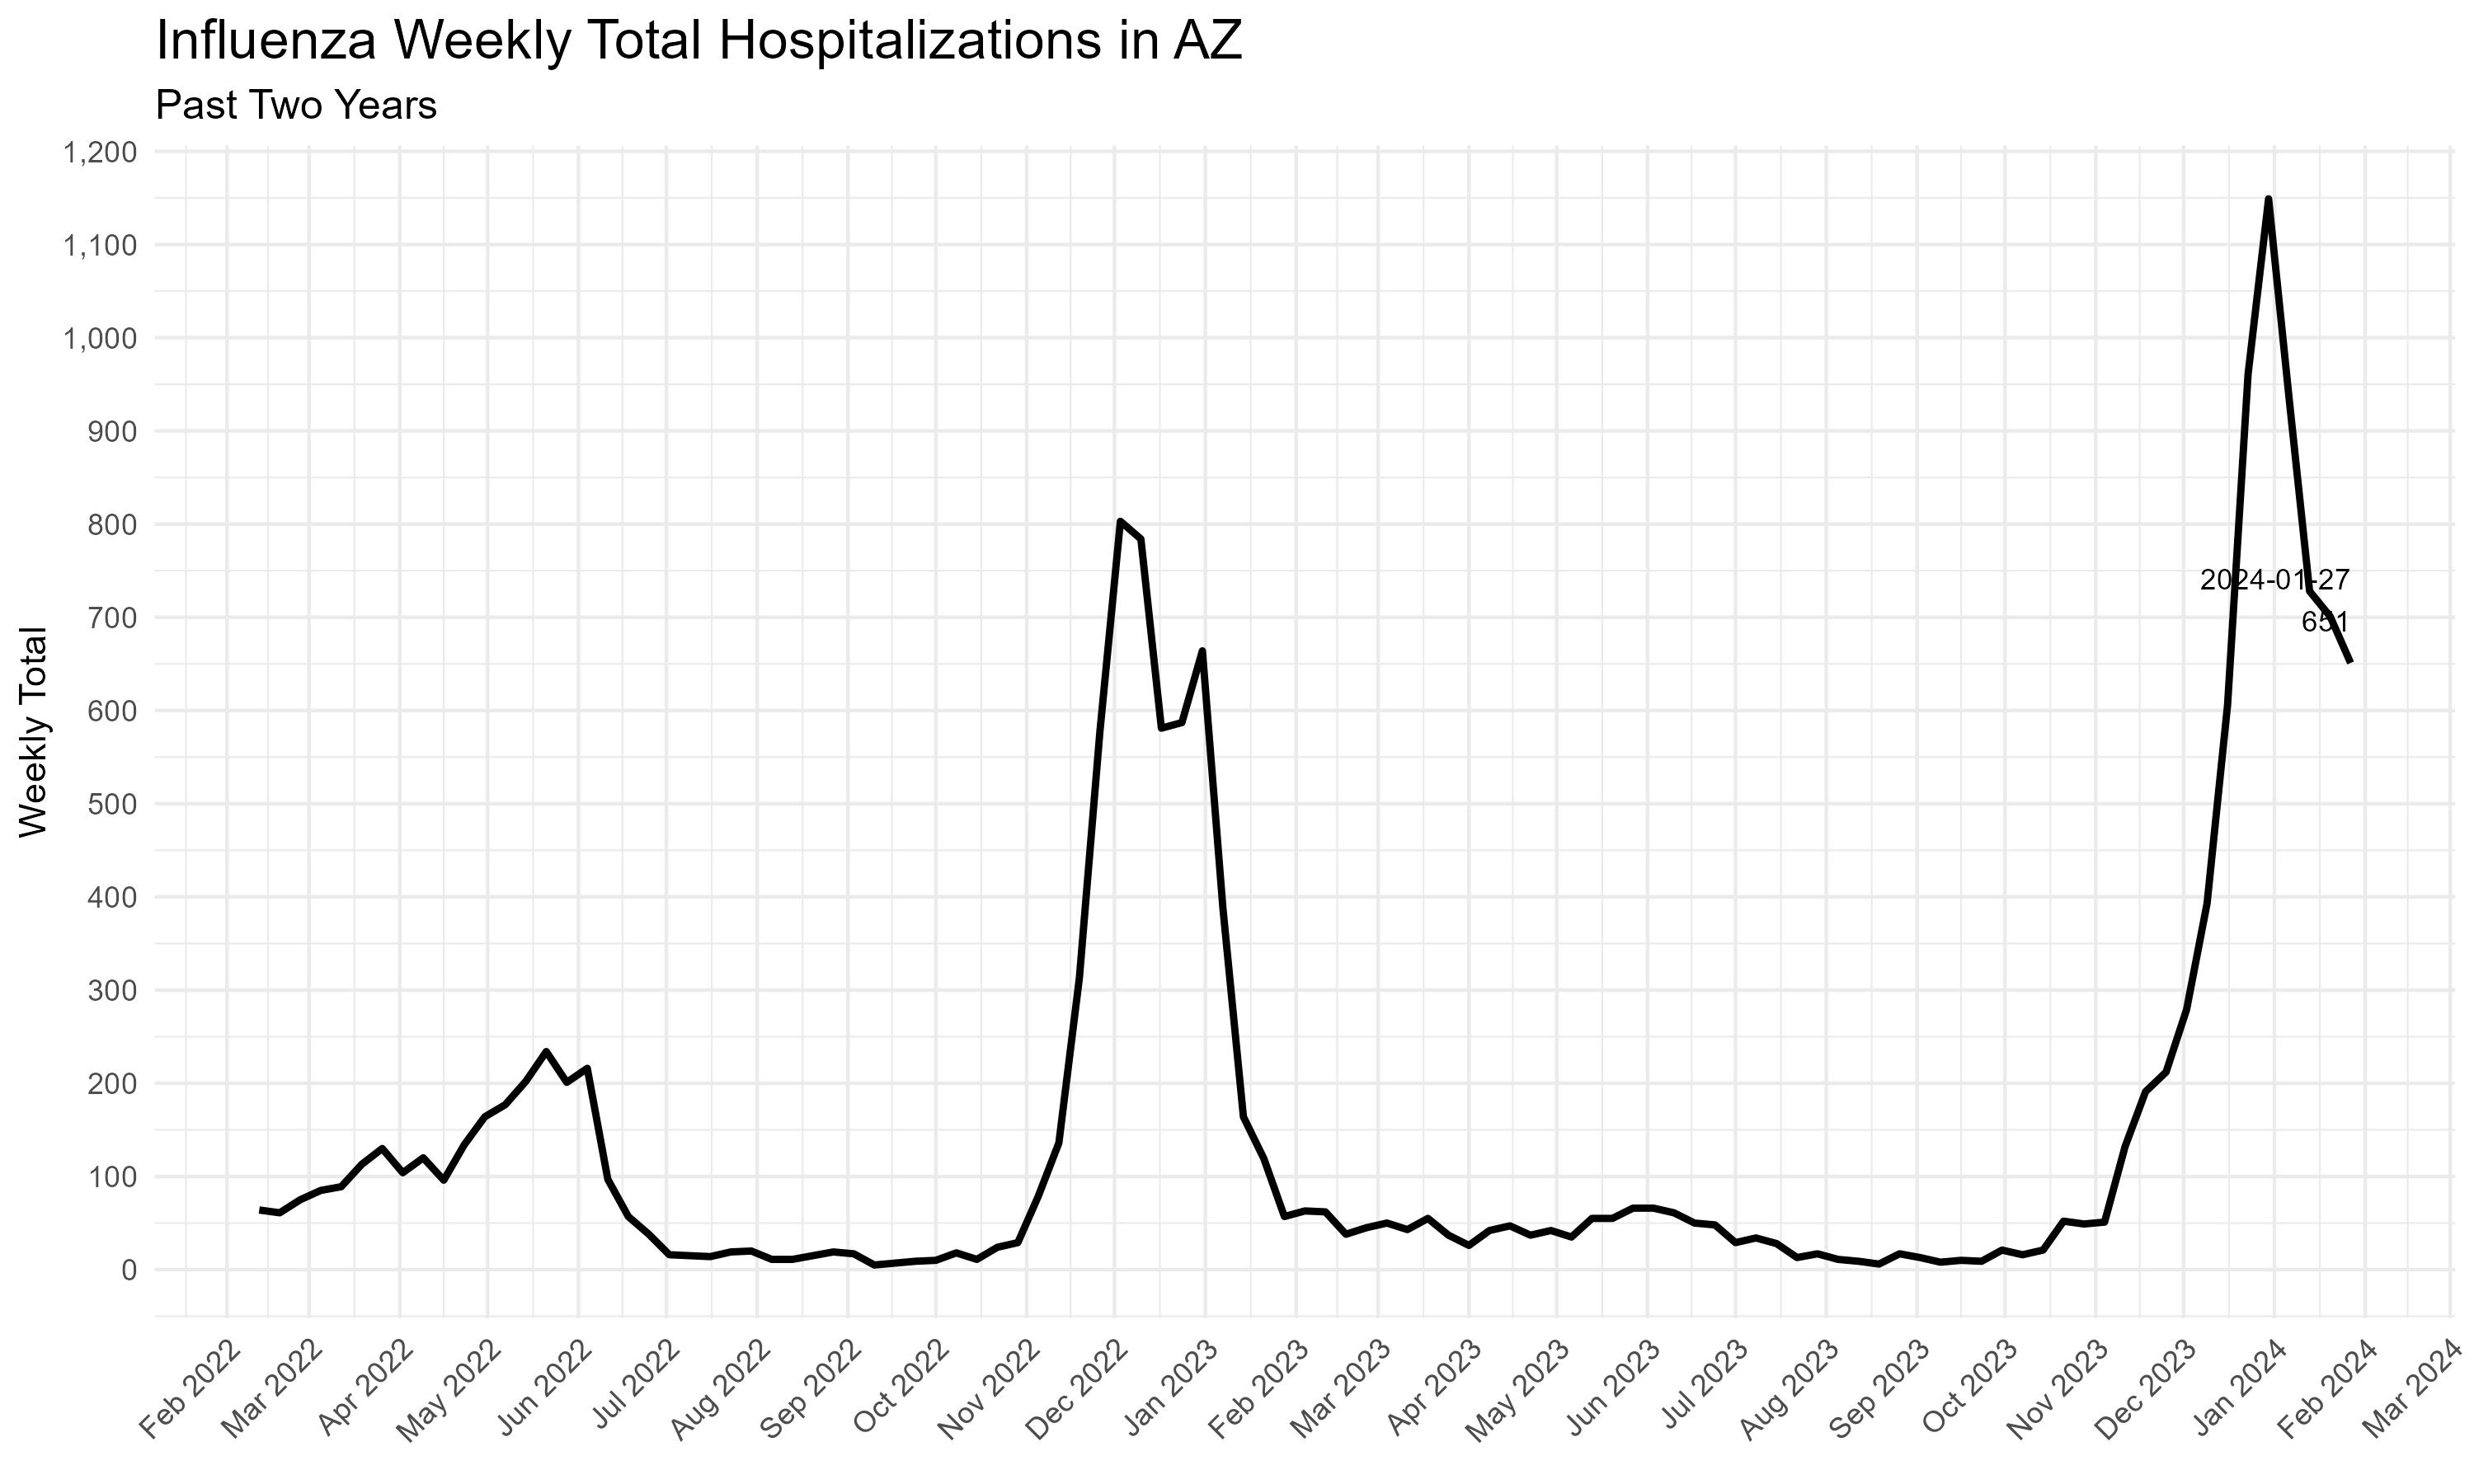 Influenza Weekly Total Hospitalizations in AZ
Past Two Years
1,200
1,100
1,000
900
800
700
600
500
400
300
200
100
0
Weekly Total
2024-01-27
651
Feb 2022
Mar 2022
Apr 2022
May 2022
Jun 2022
Jul 2022
Aug 2022
Sep 2022
Oct 2022
Nov 2022
Dec 2022
Jan 2023
Feb 2023
Mar 2023
Apr 2023
May 2023
Jun 2023
Jul 2023
Aug 2023
Sep 2023
Oct 2023
Nov 2023
Dec 2023
Jan 2024
Feb 2024
Mar 2024